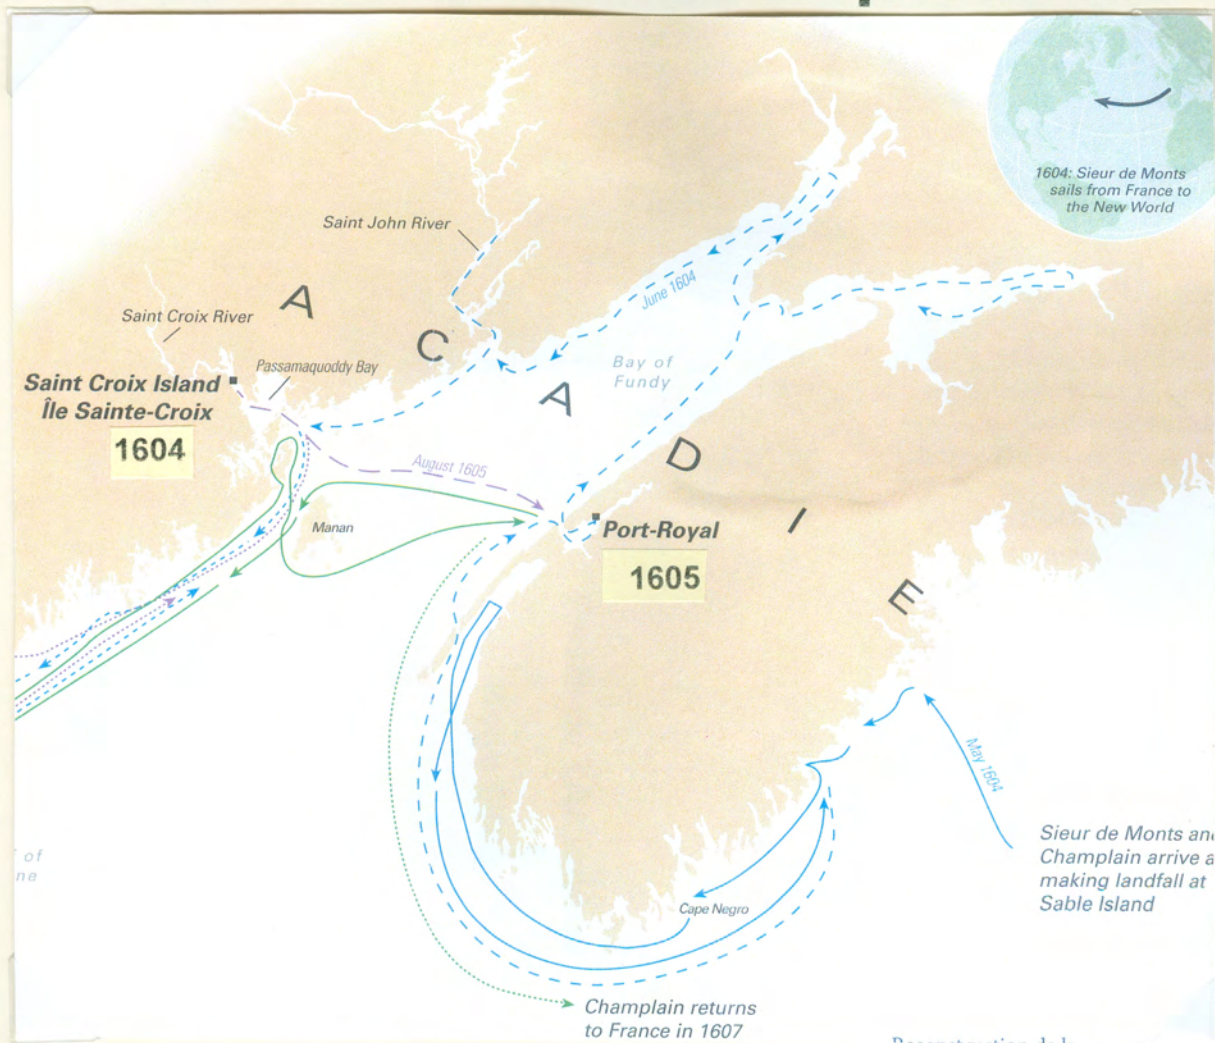 1604: Sieur de Monts
sails from France to
the New World
Saint John River
June 1604
Saint Croix River
A
C
A
D
I
E
Bay of
Fundy
Passamaquoddy Bay
Saint Croix Island
Île Sainte-Croix
1604
August 1605
Manan
Port-Royal
1605
May 1604
Sieur de Monts an
Champlain arrive a
making landfall at
Sable Island
of
ne
Cape Negro
Champlain returns
to France in 1607